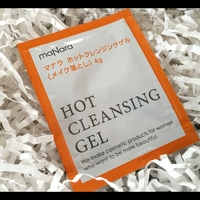 maNara
マナラ ホットクレンジングゲル
(メイク落とし) 4g
HOT
CLEANSING
GEL
We make cosmetic products for women
who want to be more beautiful.